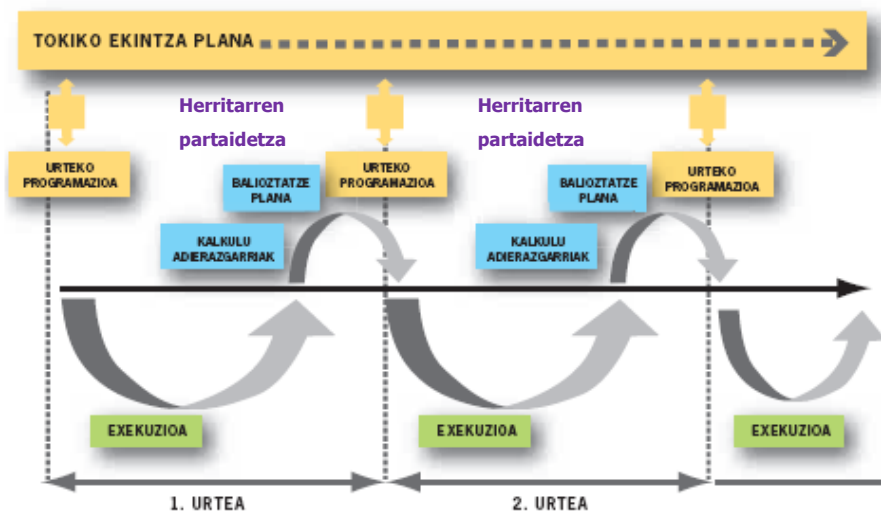 TOKIKO EKINTZA PLANA
Herritarren
partaidetza
Herritarren
partaidetza
URTEKO
PROGRAMAZIOA
BALIOZTATZE
PLANA
URTEKO
PROGRAMAZIOA
BALIOZTATZE
PLANA
URTEKO
PROGRAMAZIOA
KALKULU
ADIERAZGARRIAK
KALKULU
ADIERAZGARRIAK
EXEKUZIOA
EXEKUZIOA
EXEKUZIOA
1. URTEA
2. URTEA